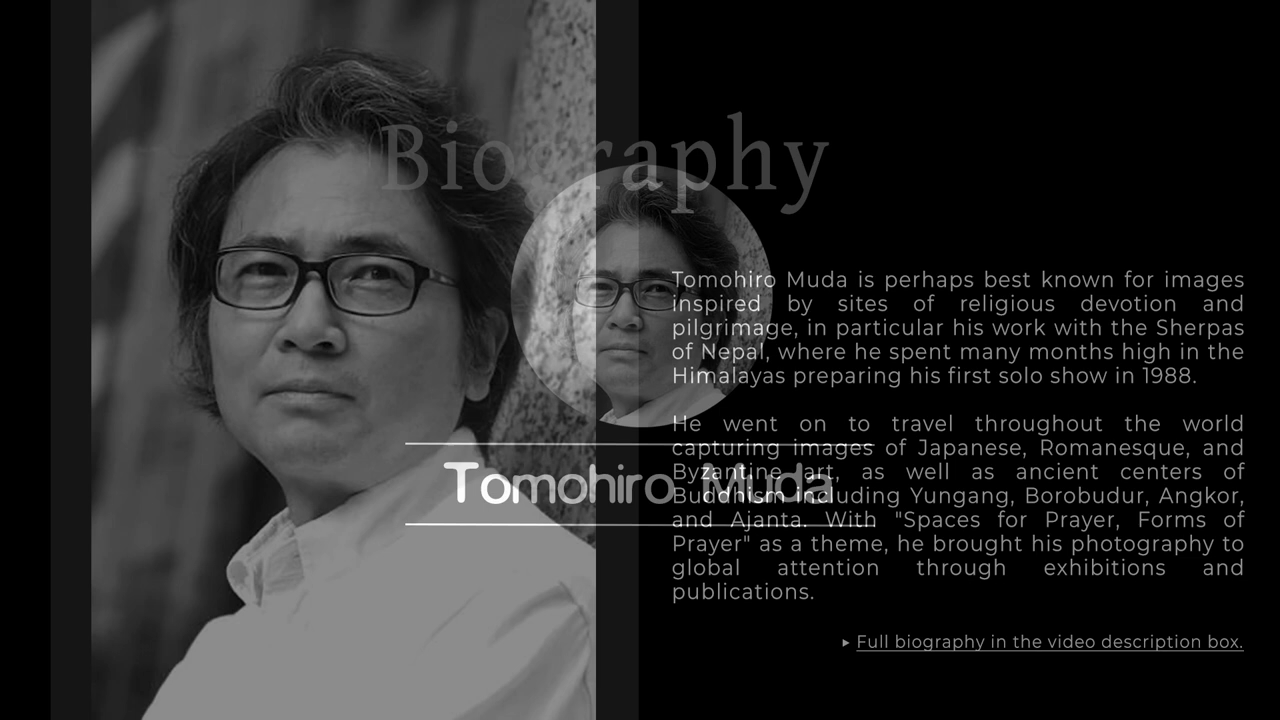 Biography
Tomohiro Muda is perhaps best known for images
inspired by sites of religious devotion and
pilgrimage, in particular his work with the Sherpas
of Nepal, where he spent many months high in the
Himalayas preparing his first solo show in 1988.
He went on to travel throughout the world
capturing images of Japanese, Romanesque, and
Byzantine art, as well as ancient centers of
Buddhism including Yungang, Borobudur, Angkor,
and Ajanta. With "Spaces for Prayer, Forms of
Prayer" as a theme, he brought his photography to
global attention through exhibitions and
publications.
Tomohiro Muda
▸ Full biography in the video description box.